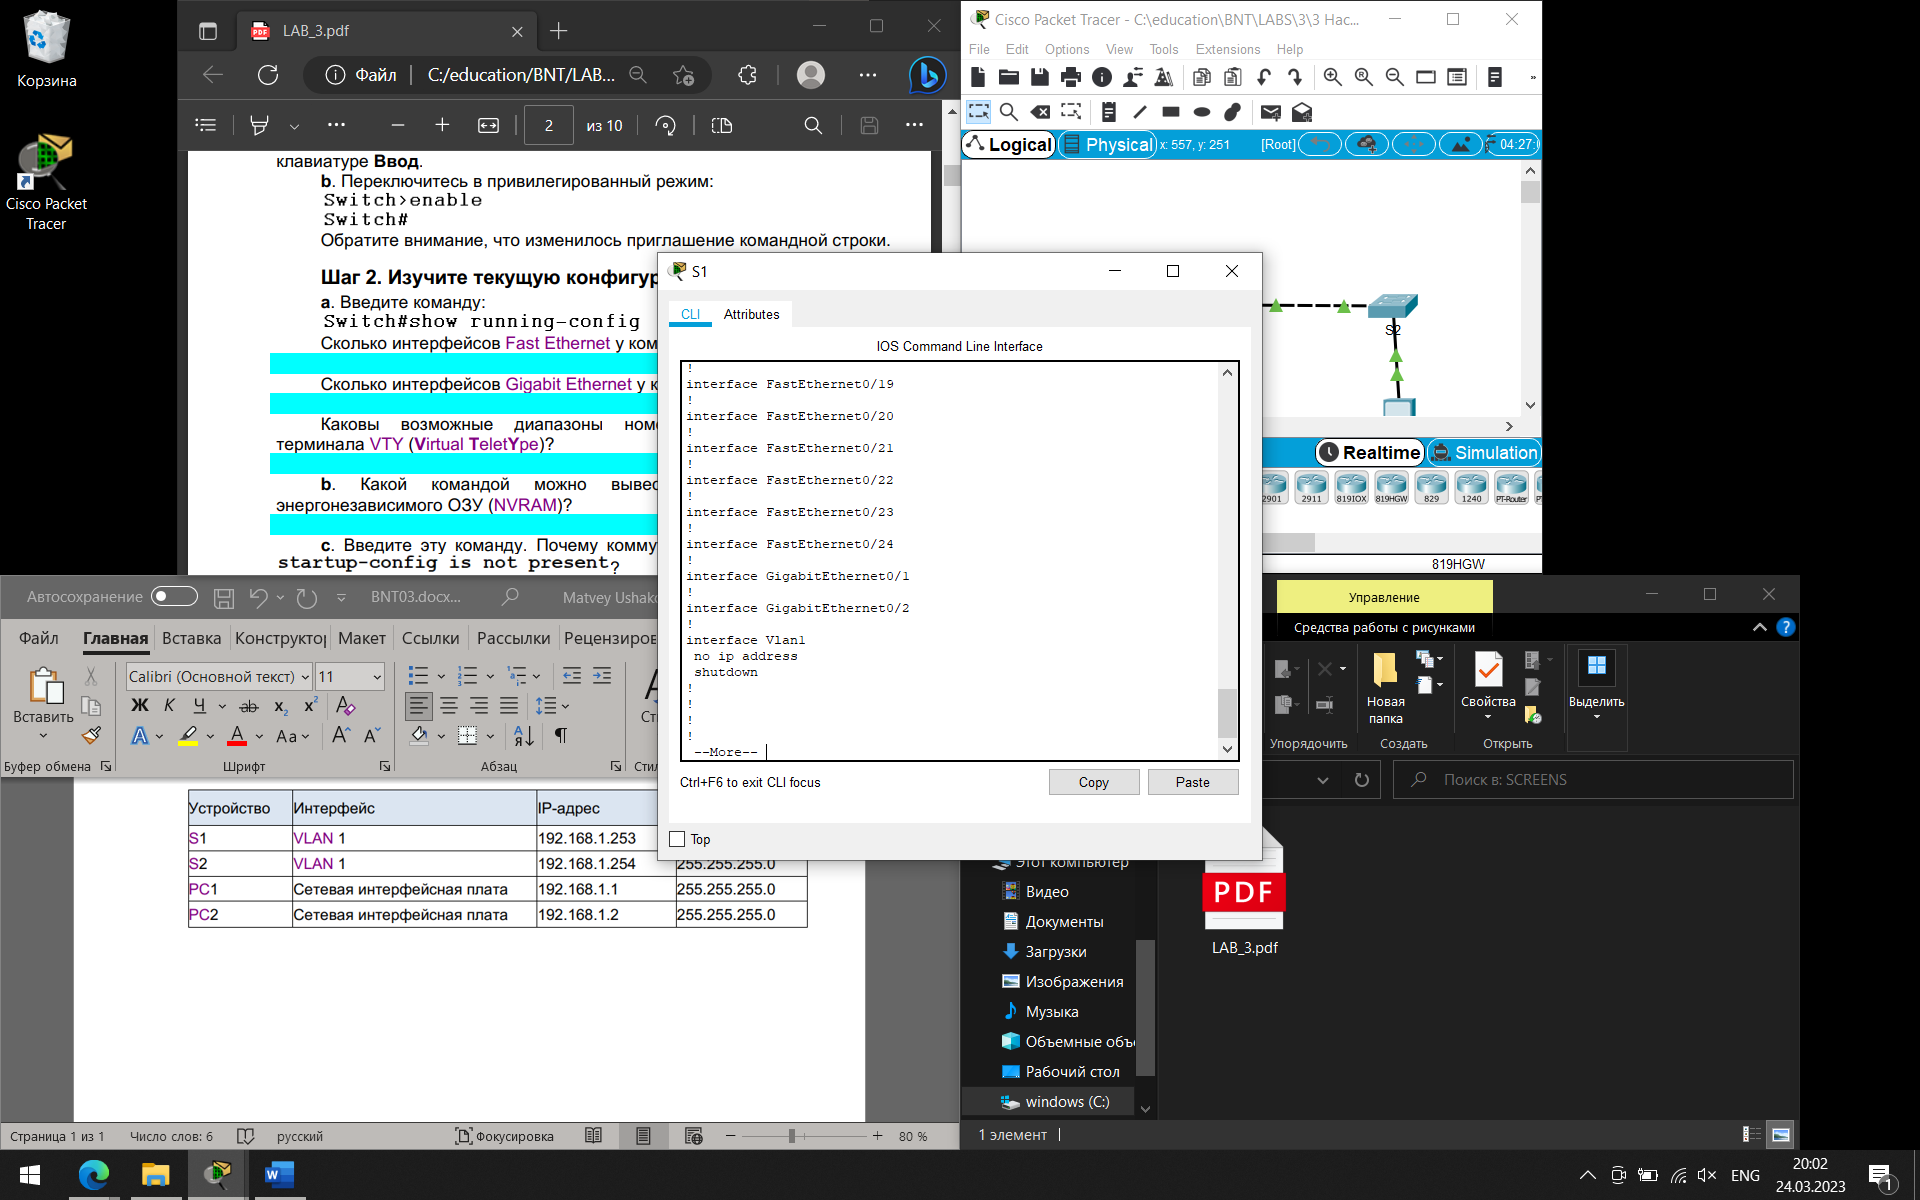 Корзина
Cisco Packet
Tracer
LAB_3.pdf
Файл
C:/education/BNT/LAB...
2
из 10
клавиатуре Ввод.
b. Переключитесь в привилегированный режим:
Switch>enable
Switch#
Обратите внимание, что изменилось приглашение командной строки.
Шаг 2. Изучите текущую конфигур
a. Введите команду:
Switch#show running-config
Сколько интерфейсов Fast Ethernet у ком
Сколько интерфейсов Gigabit Ethernet у к
Каковы возможные диапазоны ном
терминала VTY (Virtual TeletYpe)?
b. Какой командой можно вывес
энергонезависимого ОЗУ (NVRAM)?
c. Введите эту команду. Почему комму
startup-config is not present?
Cisco Packet Tracer - C:\education\BNT\LABS\3\3 Нас...
File Edit Options View Tools Extensions Help
Logical
Physical
x: 557, y: 251
[Root]
04:27:
S2
Realtime
Simulation
2901
2911
819IOX
819HGW
829
1240
PT-Router
819HGW
S1
CLI
Attributes
IOS Command Line Interface
!
interface FastEthernet0/19
!
interface FastEthernet0/20
!
interface FastEthernet0/21
!
interface FastEthernet0/22
!
interface FastEthernet0/23
!
interface FastEthernet0/24
!
interface GigabitEthernet0/1
!
interface GigabitEthernet0/2
!
interface Vlan1
no ip address
shutdown
!
!
!
!
--More--
Ctrl+F6 to exit CLI focus
Copy
Paste
Top
Автосохранение
BNT03.docx...
Matvey Ushako
Файл Главная Вставка Конструктор Макет Ссылки Рассылки Рецензиров
Вставить
Calibri (Основной текст)
11
Ж К Ч ab x₂ x²
Aa
Буфер обмена
Шрифт
Абзац
Стил
Устройство Интерфейс IP-адрес
S1 VLAN 1 192.168.1.253
S2 VLAN 1 192.168.1.254 255.255.255.0
PC1 Сетевая интерфейсная плата 192.168.1.1 255.255.255.0
PC2 Сетевая интерфейсная плата 192.168.1.2 255.255.255.0
Страница 1 из 1
Число слов: 6
русский
Фокусировка
80 %
Управление
Средства работы с рисунками
Новая
папка
Свойства
Выделить
Упорядочить
Создать
Открыть
Поиск в: SCREENS
Этот компьютер
Видео
Документы
Загрузки
Изображения
Музыка
Объемные объ
Рабочий стол
windows (C:)
PDF
LAB_3.pdf
1 элемент
ENG
20:02
24.03.2023
1